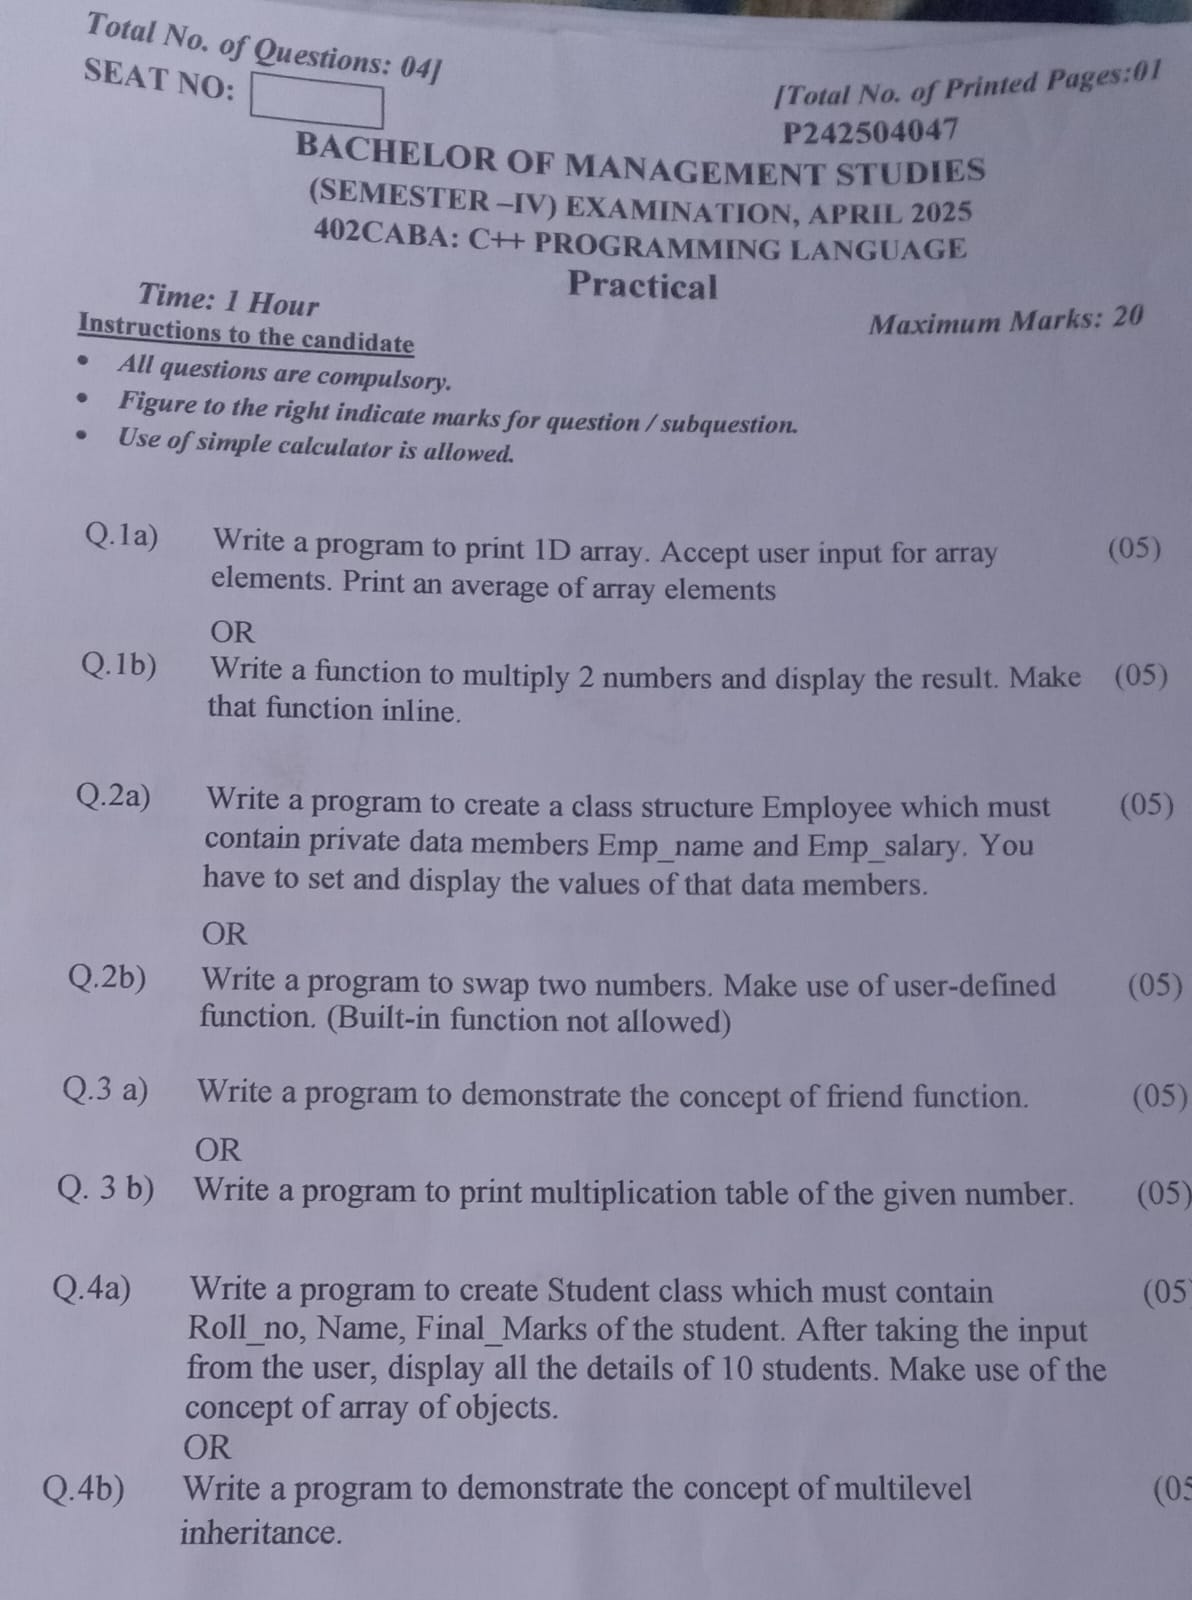 Total No. of Questions: 04]
SEAT NO:
[Total No. of Printed Pages:01
P242504047
BACHELOR OF MANAGEMENT STUDIES
(SEMESTER –IV) EXAMINATION, APRIL 2025
402CABA: C++ PROGRAMMING LANGUAGE
Practical
Time: 1 Hour
Maximum Marks: 20
Instructions to the candidate
• All questions are compulsory.
• Figure to the right indicate marks for question / subquestion.
• Use of simple calculator is allowed.
Q.1a) Write a program to print 1D array. Accept user input for array (05)
elements. Print an average of array elements
OR
Q.1b) Write a function to multiply 2 numbers and display the result. Make (05)
that function inline.
Q.2a) Write a program to create a class structure Employee which must (05)
contain private data members Emp_name and Emp_salary. You
have to set and display the values of that data members.
OR
Q.2b) Write a program to swap two numbers. Make use of user-defined (05)
function. (Built-in function not allowed)
Q.3 a) Write a program to demonstrate the concept of friend function. (05)
OR
Q. 3 b) Write a program to print multiplication table of the given number. (05)
Q.4a) Write a program to create Student class which must contain (05
Roll_no, Name, Final_Marks of the student. After taking the input
from the user, display all the details of 10 students. Make use of the
concept of array of objects.
OR
Q.4b) Write a program to demonstrate the concept of multilevel (05
inheritance.